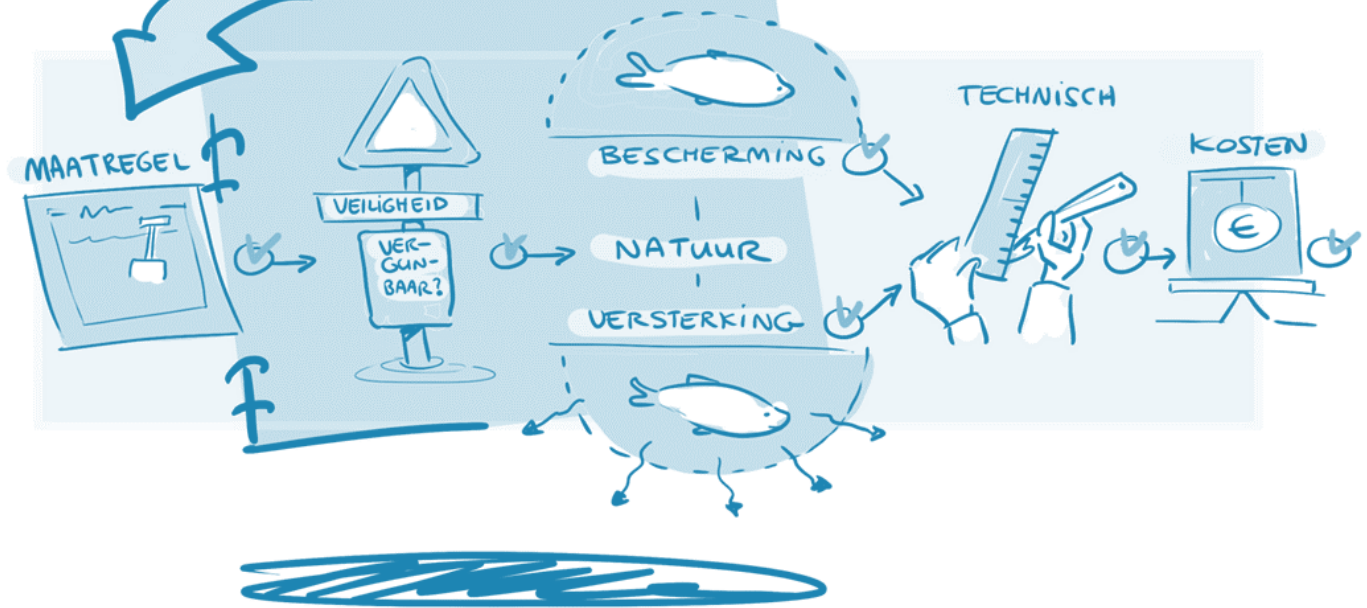 MAATREGEL
VEILIGHEID
VER-
GUN-
BAAR?
BESCHERMING
NATUUR
VERSTERKING
TECHNISCH
KOSTEN
€